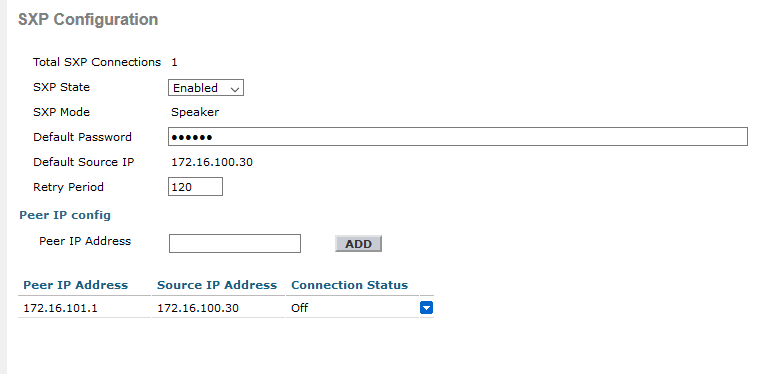 SXP Configuration
Total SXP Connections 1
SXP State Enabled
SXP Mode Speaker
Default Password ••••••
Default Source IP 172.16.100.30
Retry Period 120
Peer IP config
Peer IP Address ADD
Peer IP Address Source IP Address Connection Status
172.16.101.1 172.16.100.30 Off